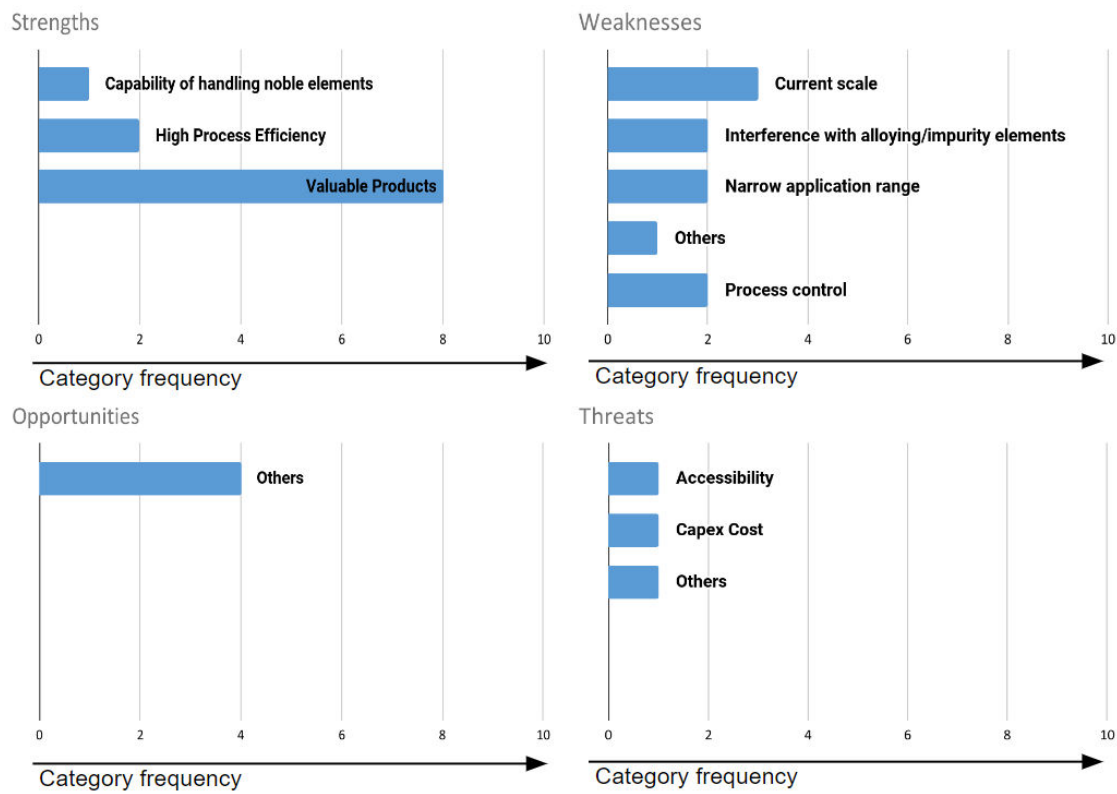 Strengths
Capability of handling noble elements
High Process Efficiency
Valuable Products
0 2 4 6 8 10
Category frequency
Weaknesses
Current scale
Interference with alloying/impurity elements
Narrow application range
Others
Process control
0 2 4 6 8 10
Category frequency
Opportunities
Others
0 2 4 6 8 10
Category frequency
Threats
Accessibility
Capex Cost
Others
0 2 4 6 8 10
Category frequency